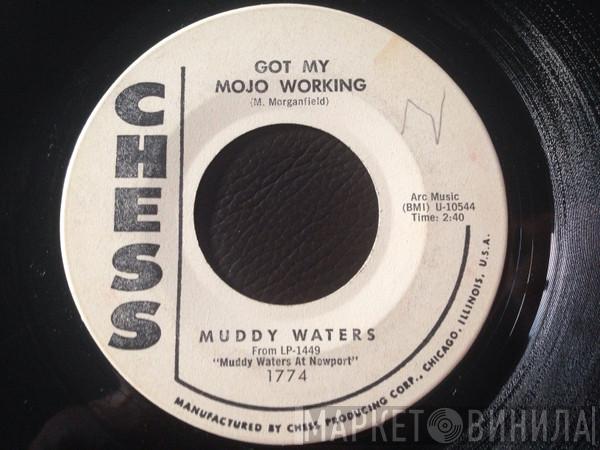 GOT MY
MOJO WORKING
(M. Morganfield)
CHESS
N
Arc Music
(BMI) U-10544
Time: 2:40
MUDDY WATERS
From LP-1449
"Muddy Waters At Newport"
1774
MANUFACTURED BY CHESS PRODUCING CORP., CHICAGO, ILLINOIS, U.S.A.
МАРКЕТ ВИНИЛА